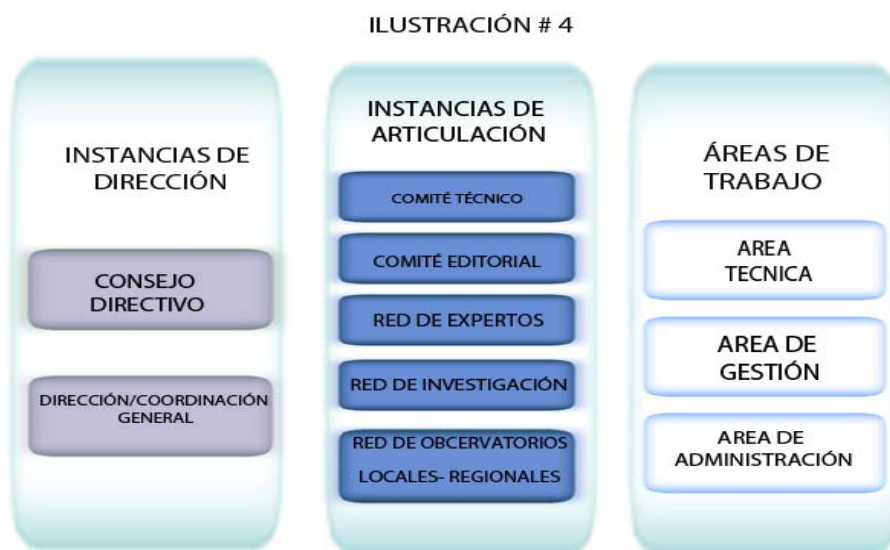 ILUSTRACIÓN # 4
INSTANCIAS DE
DIRECCIÓN
CONSEJO
DIRECTIVO
DIRECCIÓN/COORDINACIÓN
GENERAL
INSTANCIAS DE
ARTICULACIÓN
COMITÉ TÉCNICO
COMITÉ EDITORIAL
RED DE EXPERTOS
RED DE INVESTIGACIÓN
RED DE OBCERVATORIOS
LOCALES- REGIONALES
ÁREAS DE
TRABAJO
AREA
TECNICA
AREA DE
GESTIÓN
AREA DE
ADMINISTRACIÓN